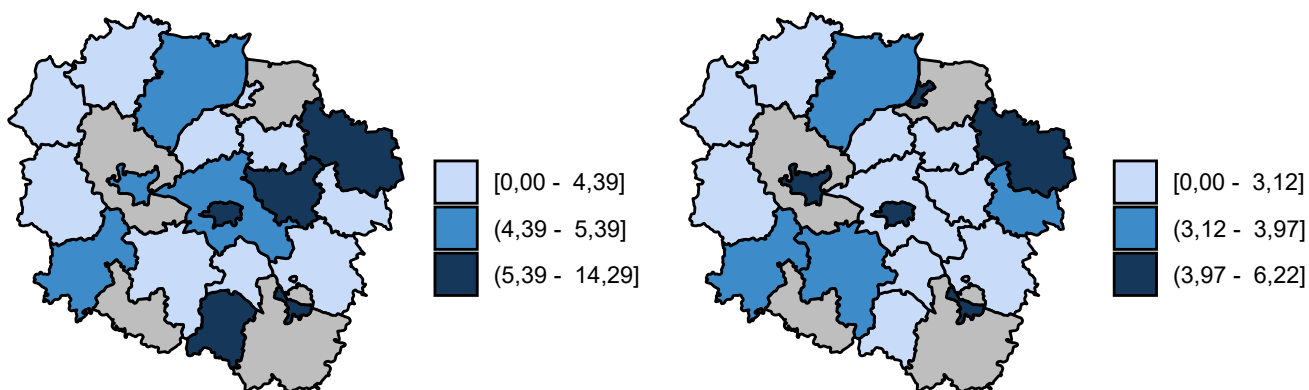 [0,00 - 4,39]
(4,39 - 5,39]
(5,39 - 14,29]
[0,00 - 3,12]
(3,12 - 3,97]
(3,97 - 6,22]